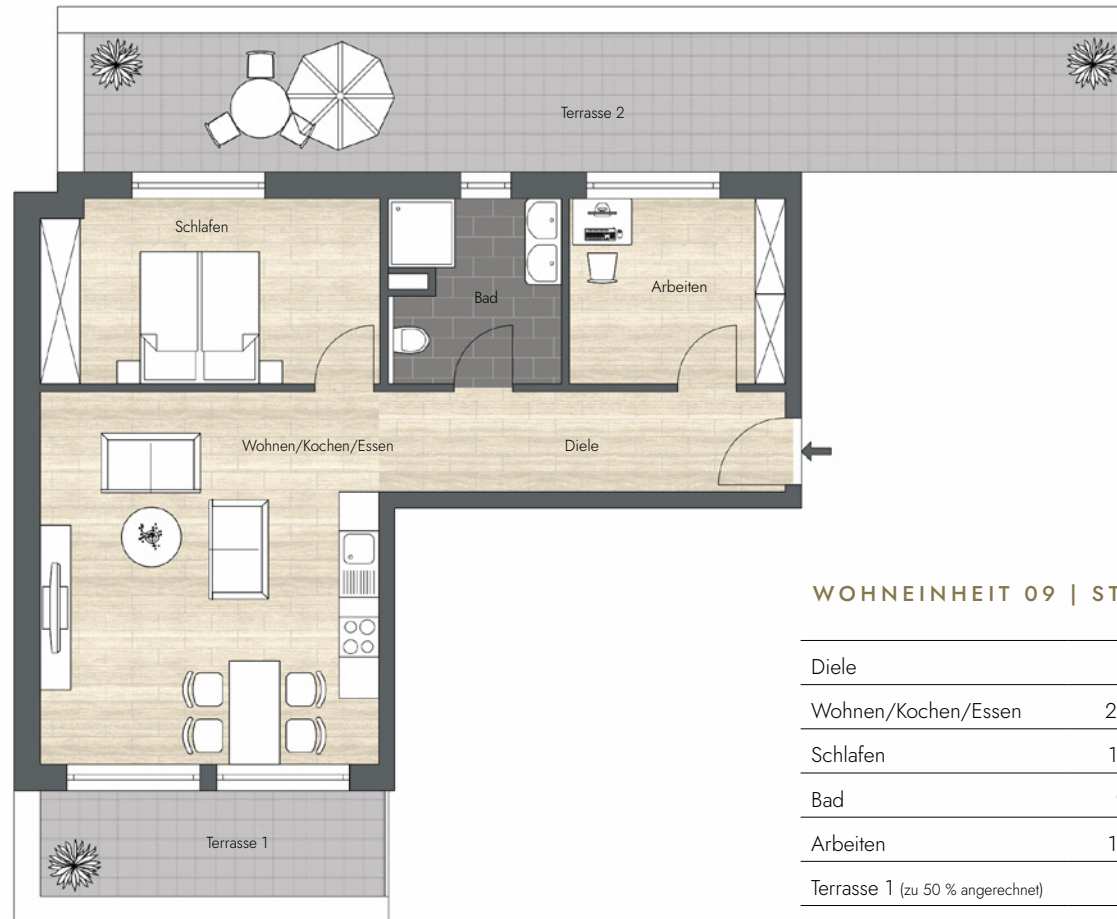 Terrasse 2
Schlafen
Bad
Arbeiten
Wohnen/Kochen/Essen
Diele
Terrasse 1
WOHNEINHEIT 09 |
Diele
Wohnen/Kochen/Essen
Schlafen
Bad
Arbeiten
Terrasse 1 (zu 50 % angerechnet)